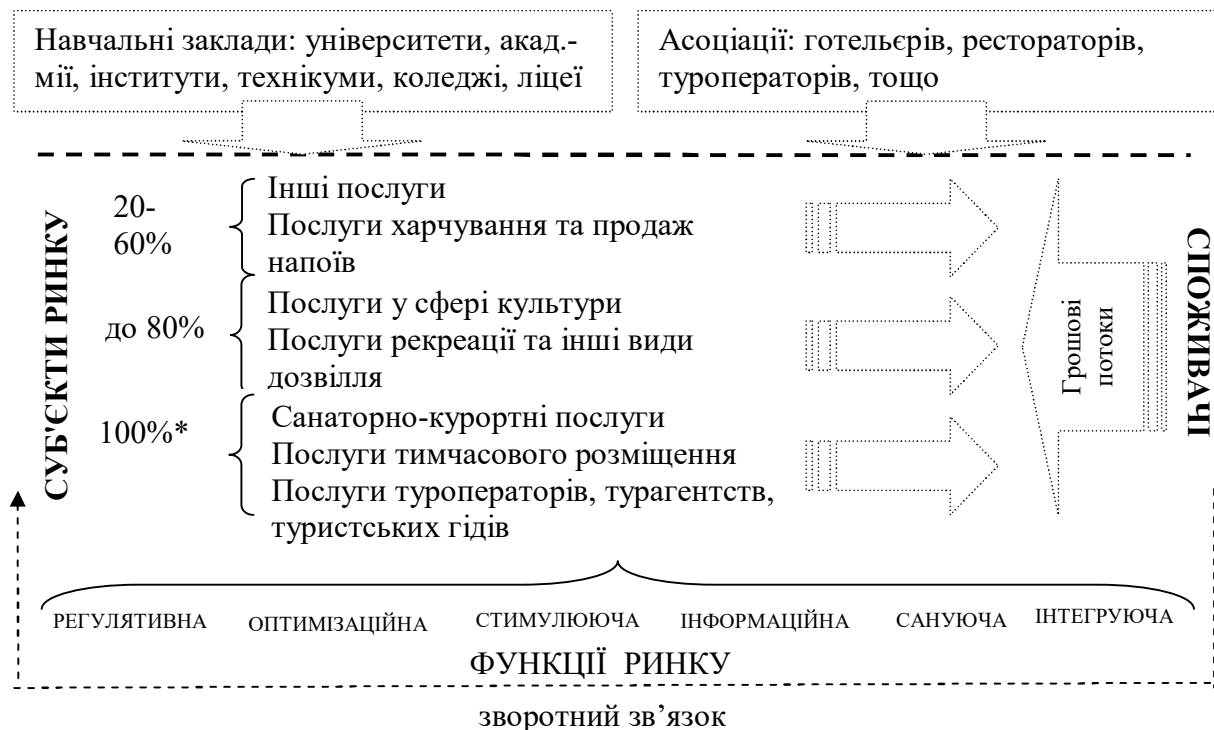 Навчальні заклади: університети, акад.-
мії, інститути, технікуми, коледжі, ліцеї
Асоціації: готельєрів, рестораторів,
туроператорів, тощо
СУБ'ЄКТИ РИНКУ
20-
60%
Інші послуги
Послуги харчування та продаж
напоїв
до 80%
Послуги у сфері культури
Послуги рекреації та інші види
дозвілля
100%*
Санаторно-курортні послуги
Послуги тимчасового розміщення
Послуги туроператорів, турагентств,
туристських гідів
Грошові
потоки
СПОЖИВАЧІ
РЕГУЛЯТИВНА ОПТИМІЗАЦІЙНА СТИМУЛЮЮЧА ІНФОРМАЦІЙНА САНУЮЧА ІНТЕГРУЮЧА
ФУНКЦІЇ РИНКУ
зворотний зв’язок